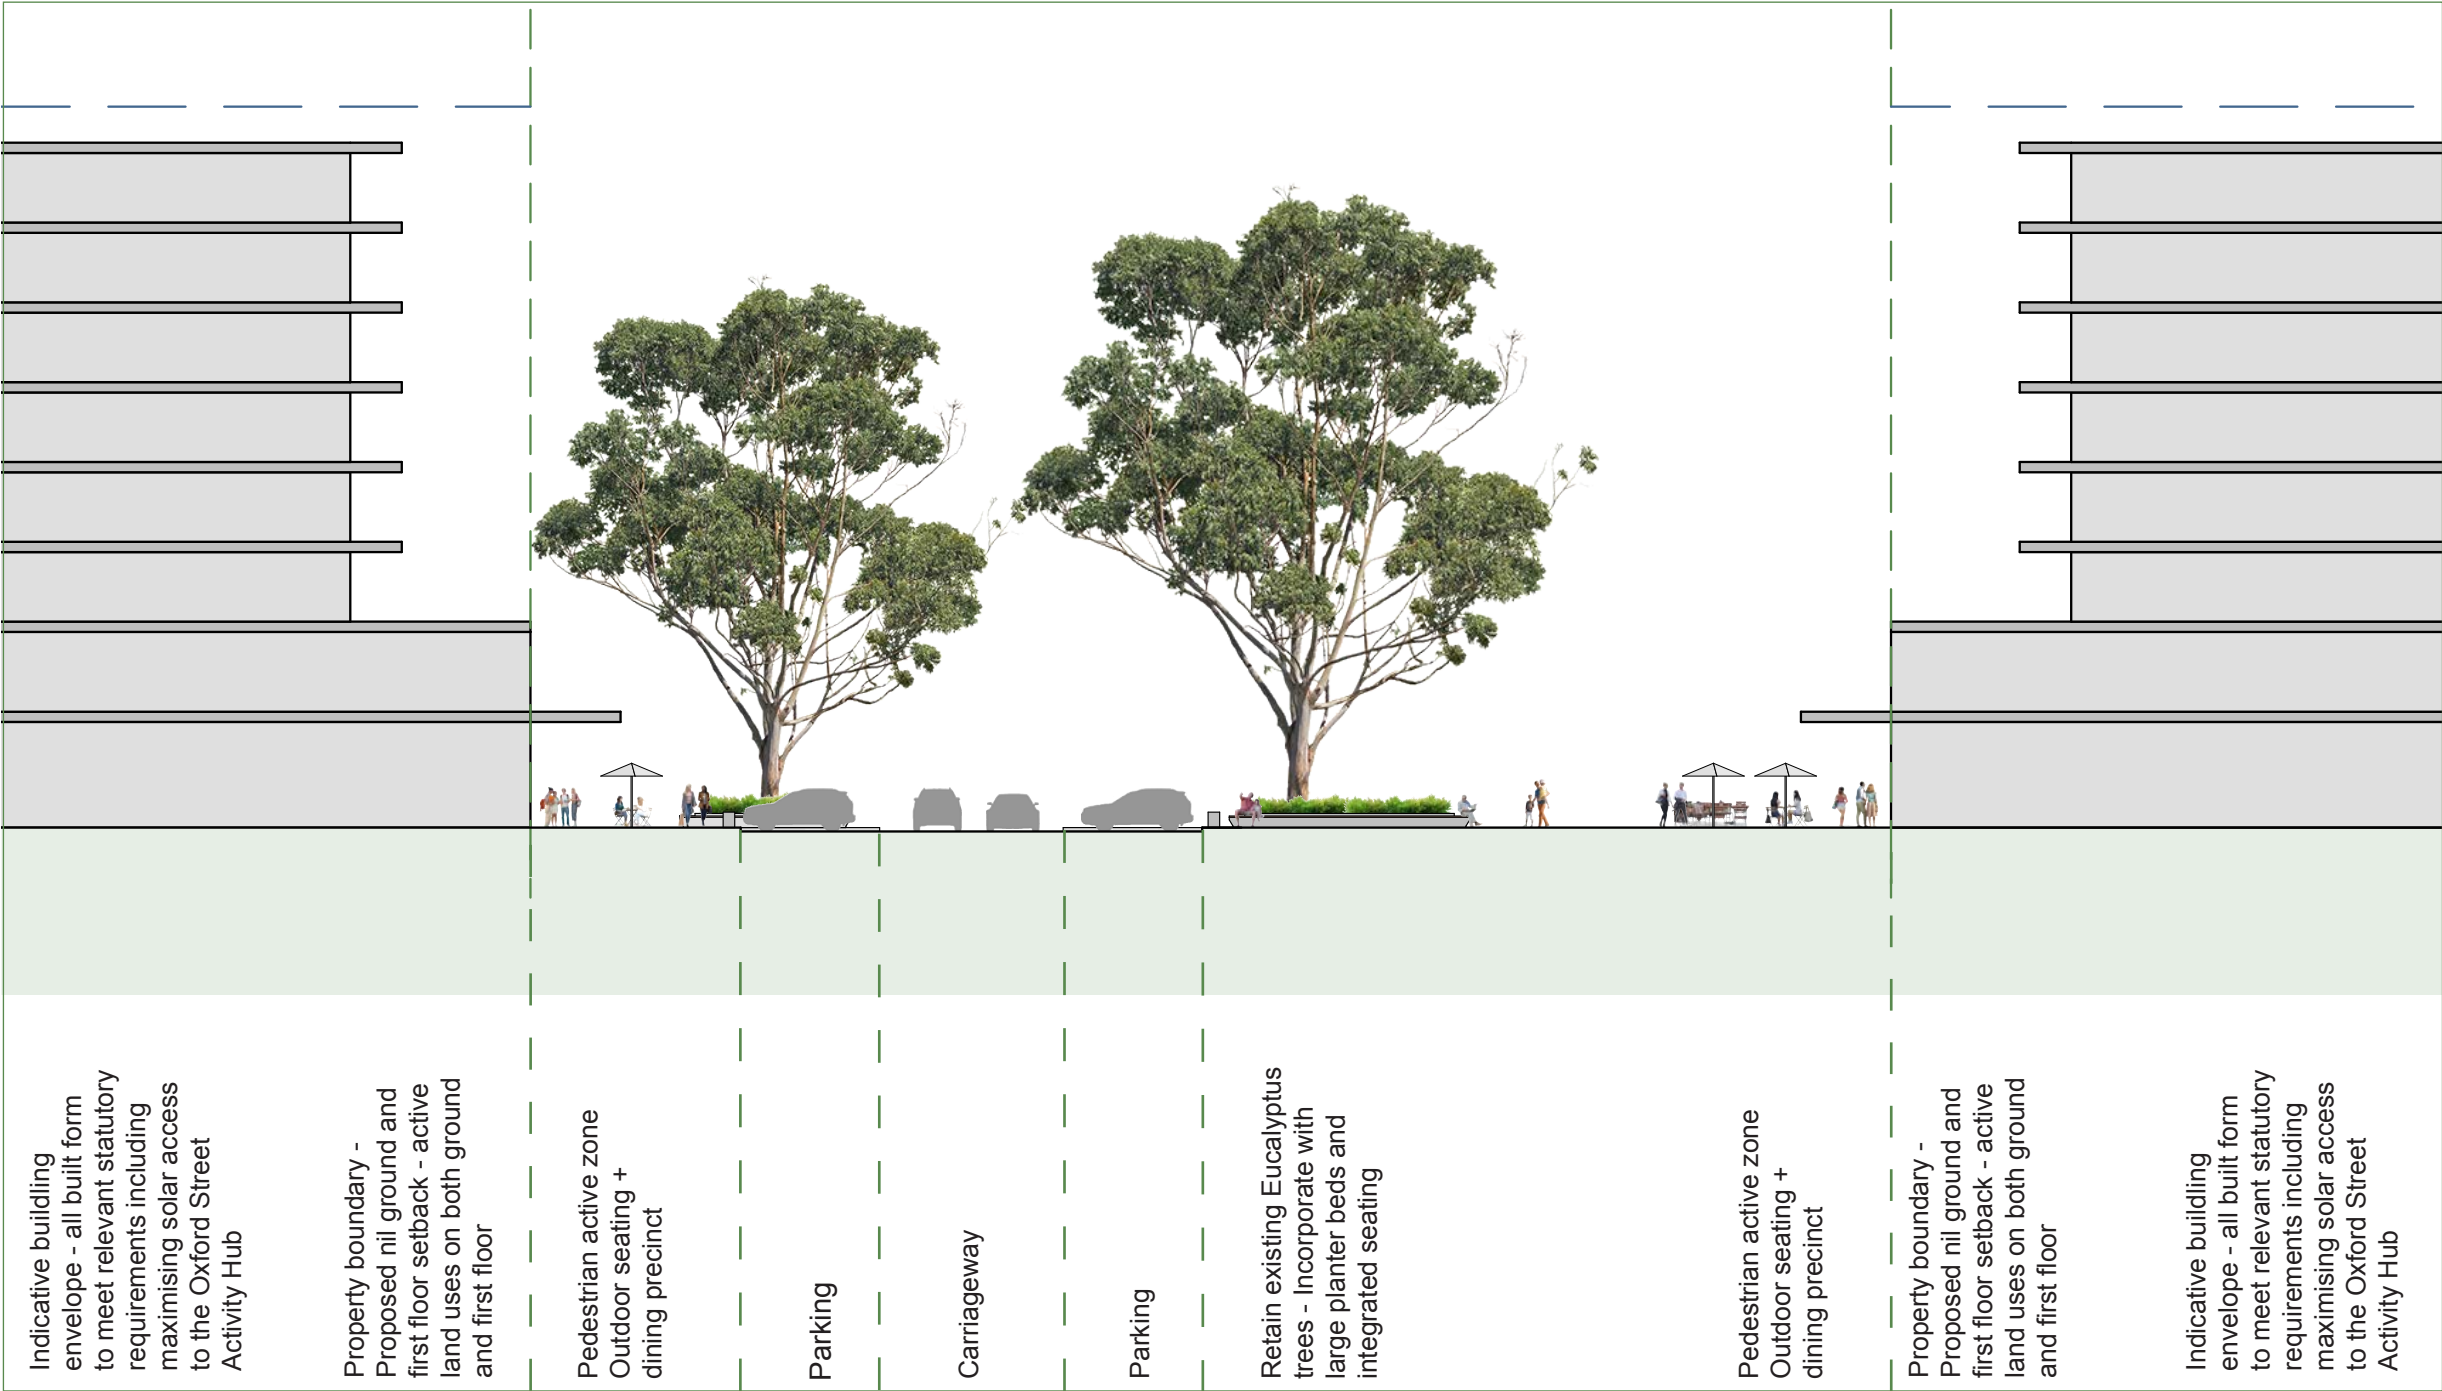 Indicative building
envelope - all built form
to meet relevant statutory
requirements including
maximising solar access
to the Oxford Street
Activity Hub
Property boundary -
Proposed nil ground and
first floor setback - active
land uses on both ground
and first floor
Pedestrian active zone
Outdoor seating +
dining precinct
Parking
Carriageway
Parking
Retain existing Eucalyptus
trees - Incorporate with
large planter beds and
integrated seating
Pedestrian active zone
Outdoor seating +
dining precinct
Property boundary -
Proposed nil ground and
first floor setback - active
land uses on both ground
and first floor
Indicative building
envelope - all built form
to meet relevant statutory
requirements including
maximising solar access
to the Oxford Street
Activity Hub